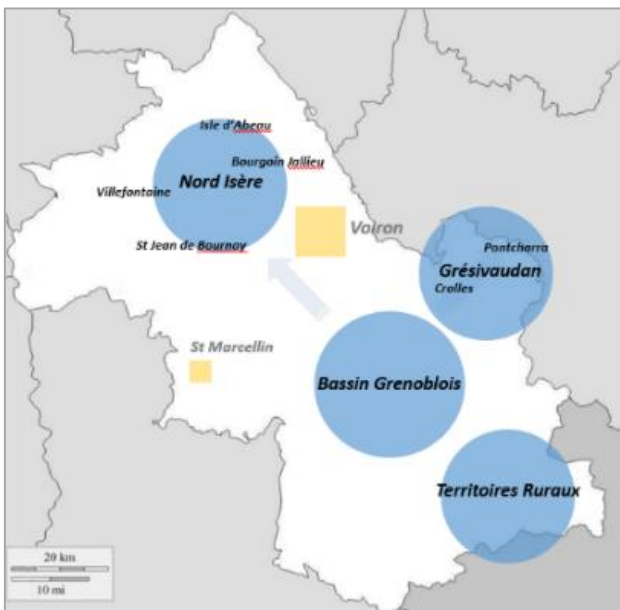 Isle d'Abeau
Bourgoin Jallieu
Nord Isère
Villefontaine
Voiron
St Jean de Bournay
Pontcharra
Grésivaudan
Crolles
St Marcellin
Bassin Grenoblois
Territoires Ruraux
20 km
10 mi